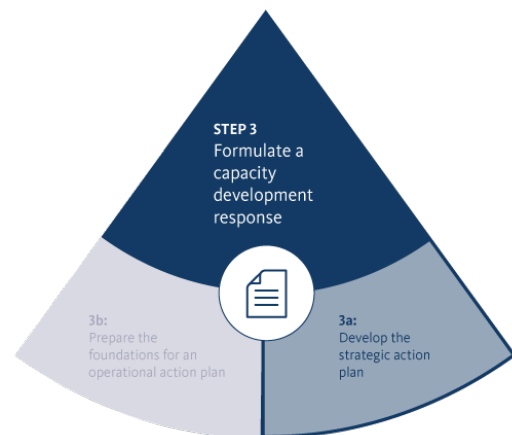 STEP 3
Formulate a
capacity
development
response
3b:
Prepare the
foundations for an
operational action plan
3a:
Develop the
strategic action
plan